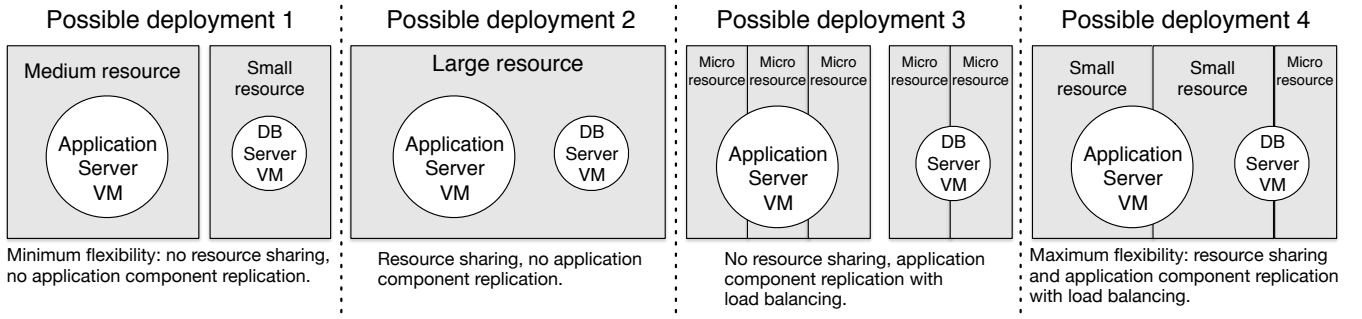 Possible deployment 1
Medium resource
Application
Server
VM
Small
resource
DB
Server
VM
Minimum flexibility: no resource sharing,
no application component replication.
Possible deployment 2
Large resource
Application
Server
VM
DB
Server
VM
Resource sharing, no application
component replication.
Possible deployment 3
Micro
resource
Micro
resource
Micro
resource
Application
Server
VM
Micro
resource
Micro
resource
DB
Server
VM
No resource sharing, application
component replication with
load balancing.
Possible deployment 4
Small
resource
Small
resource
Micro
resource
Application
Server
VM
DB
Server
VM
Maximum flexibility: resource sharing
and application component replication
with load balancing.